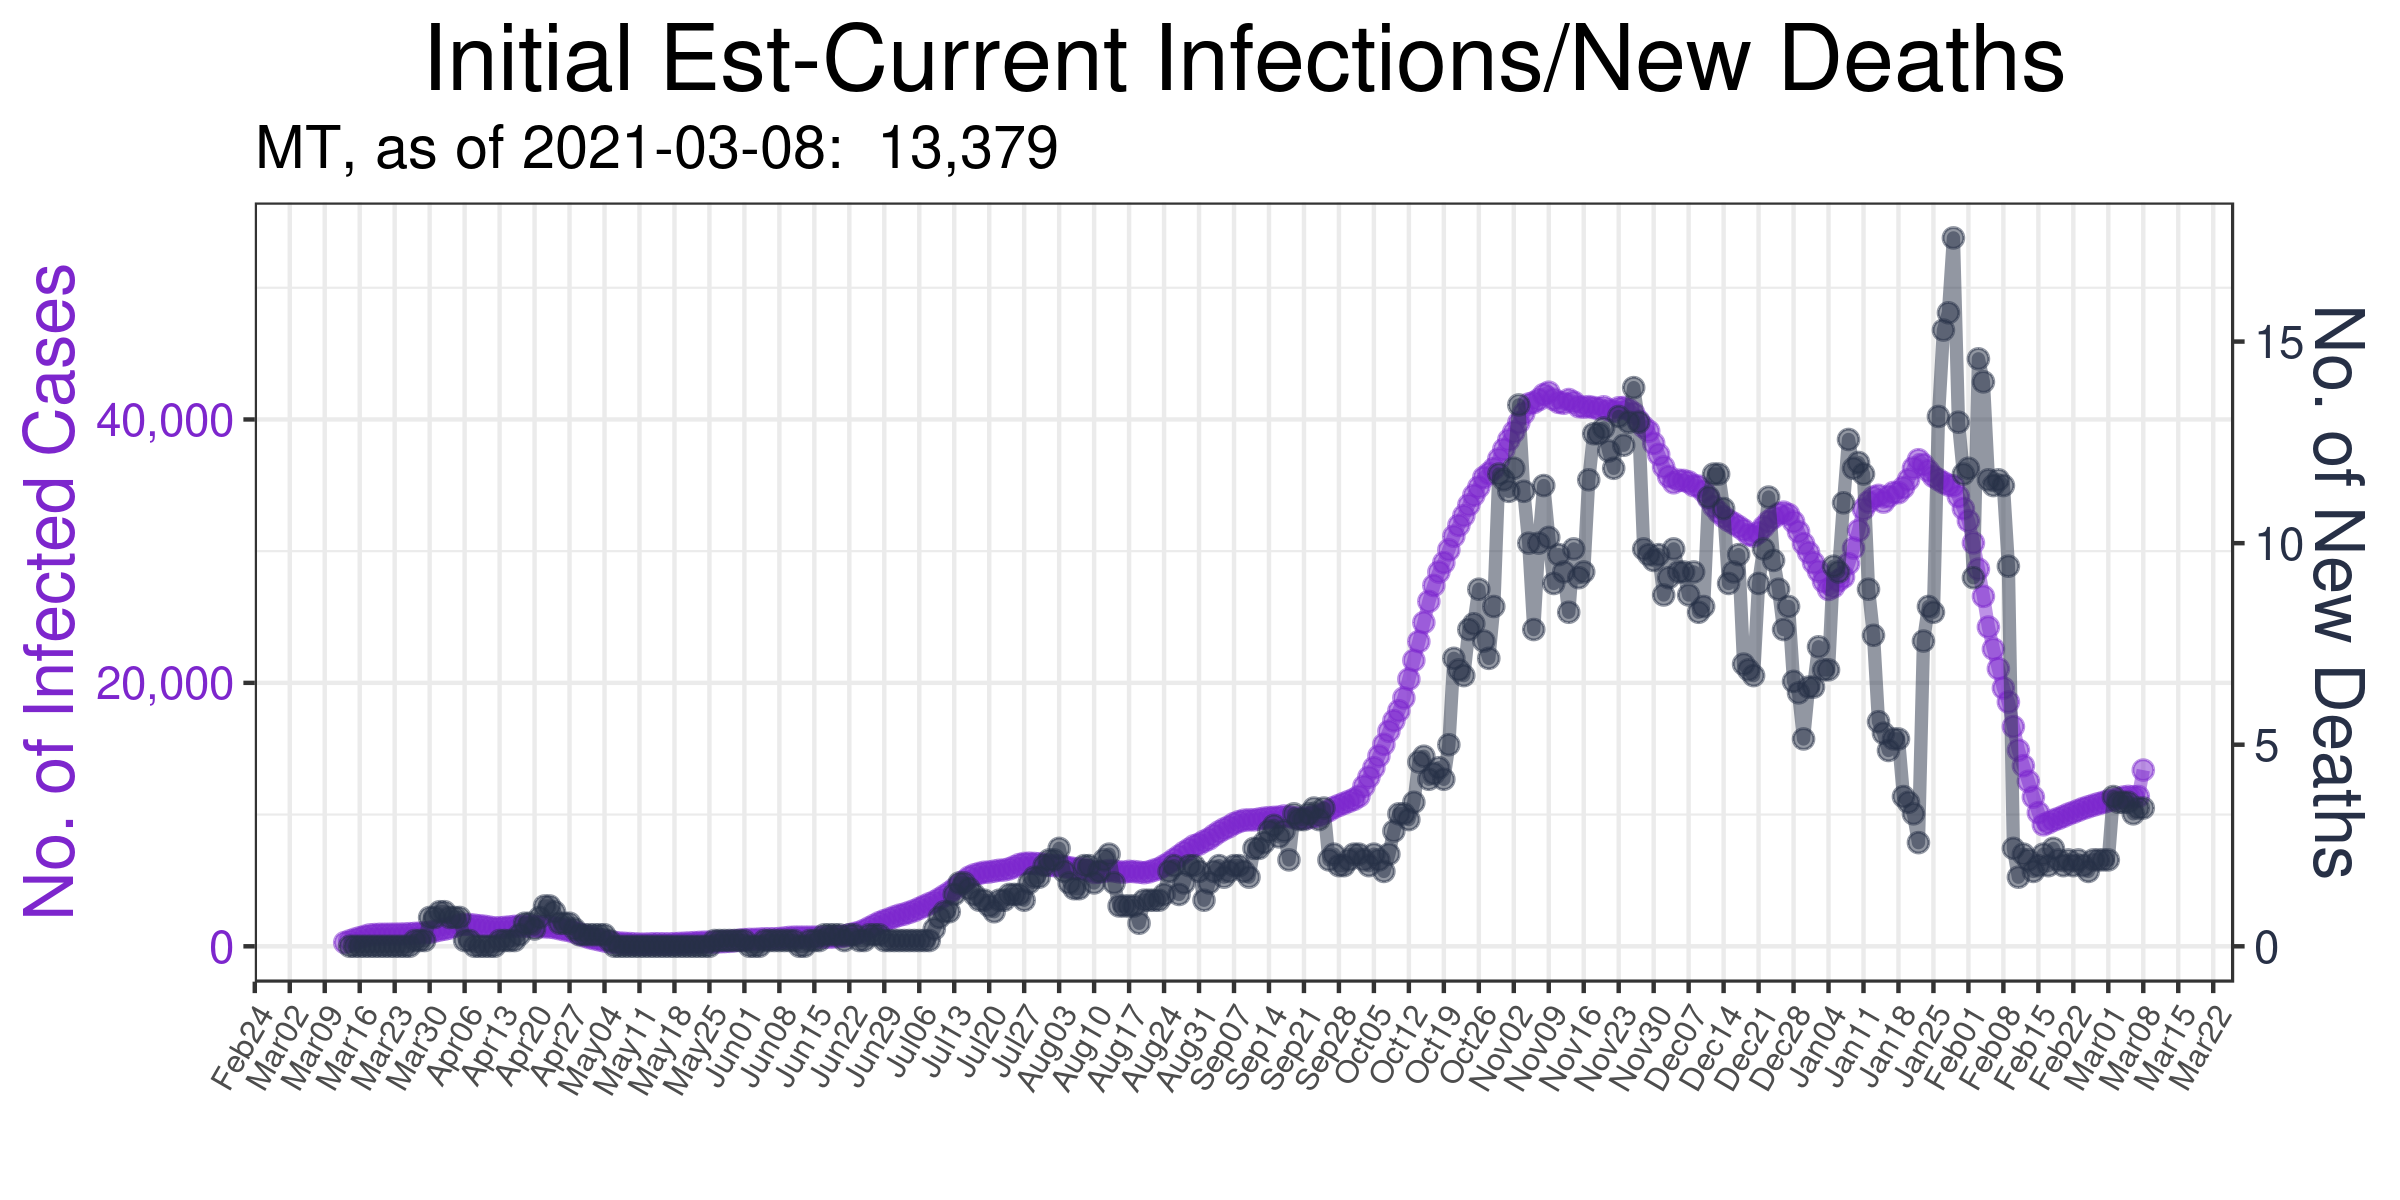 Initial Est-Current Infections/New Deaths
MT, as of 2021-03-08:  13,379
No. of Infected Cases
40,000
20,000
0
No. of New Deaths
15
10
5
0
Feb24
Mar02
Mar09
Mar16
Mar23
Mar30
Apr06
Apr13
Apr20
Apr27
May04
May11
May18
May25
Jun01
Jun08
Jun15
Jun22
Jun29
Jul06
Jul13
Jul20
Jul27
Aug03
Aug10
Aug17
Aug24
Aug31
Sep07
Sep14
Sep21
Sep28
Oct05
Oct12
Oct19
Oct26
Nov02
Nov09
Nov16
Nov23
Nov30
Dec07
Dec14
Dec21
Dec28
Jan04
Jan11
Jan18
Jan25
Feb01
Feb08
Feb15
Feb22
Mar01
Mar08
Mar15
Mar22